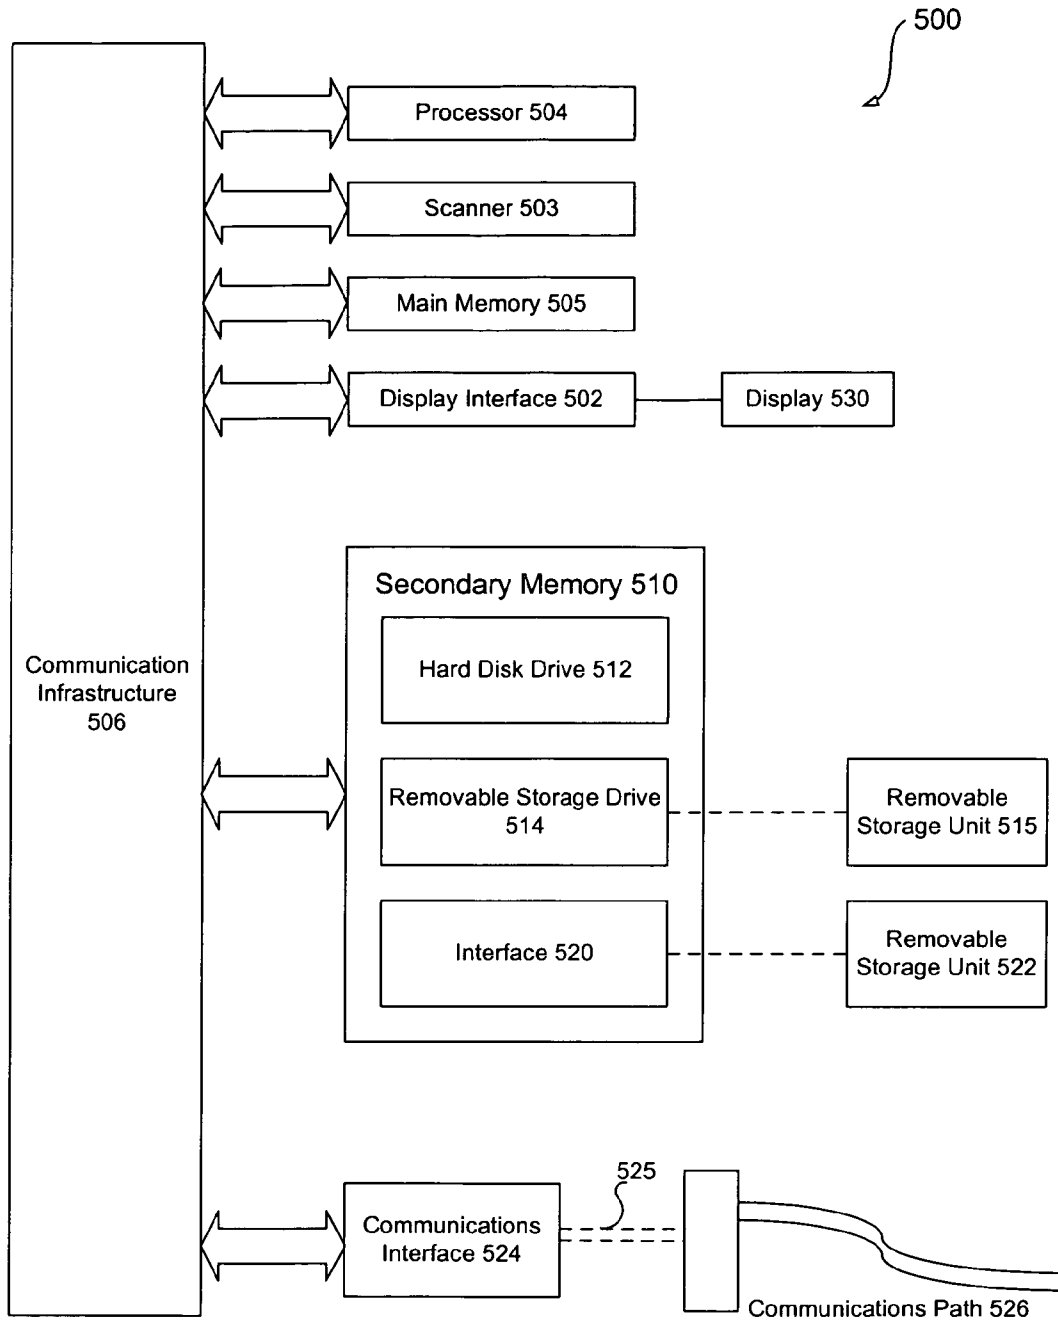 500
Processor 504
Scanner 503
Main Memory 505
Display Interface 502
Display 530
Secondary Memory 510
Hard Disk Drive 512
Communication
Infrastructure
506
Removable Storage Drive
514
Removable
Storage Unit 515
Interface 520
Removable
Storage Unit 522
525
Communications
Interface 524
Communications Path 526